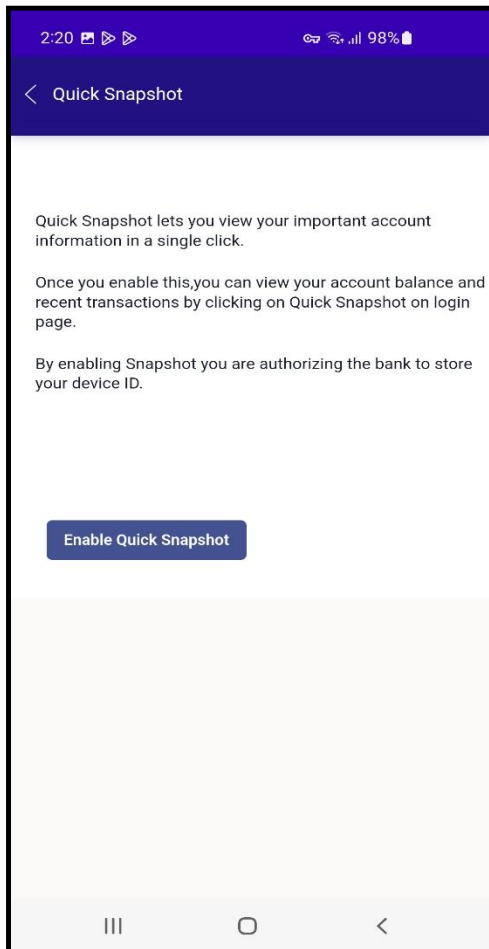 2:20 98%
Quick Snapshot
Quick Snapshot lets you view your important account
information in a single click.
Once you enable this,you can view your account balance and
recent transactions by clicking on Quick Snapshot on login
page.
By enabling Snapshot you are authorizing the bank to store
your device ID.
Enable Quick Snapshot